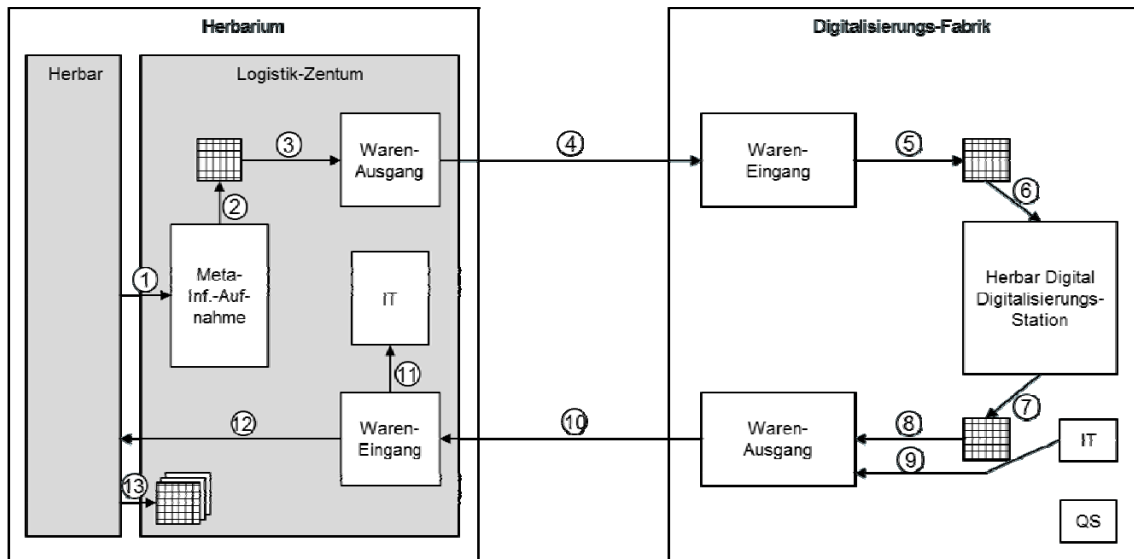 Herbarium
Digitalisierungs-Fabrik
Herbar
Logistik-Zentum
3
Waren-
Ausgang
4
Waren-
Eingang
5
2
6
1
Meta-
Inf.-Auf-
nahme
IT
Herbar Digital
Digitalisierungs-
Station
11
7
12
Waren-
Eingang
10
Waren-
Ausgang
8
9
IT
13
QS